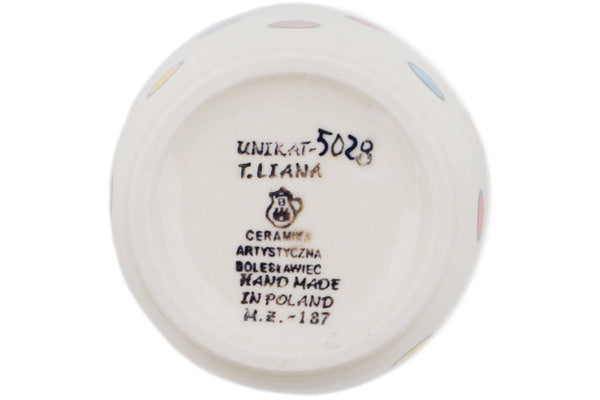 UNIKAT-5028
T.LIANA
B
CERAMIKA
ARTYSTYCZNA
BOLESŁAWIEC
HAND MADE
IN POLAND
M.Z.-187